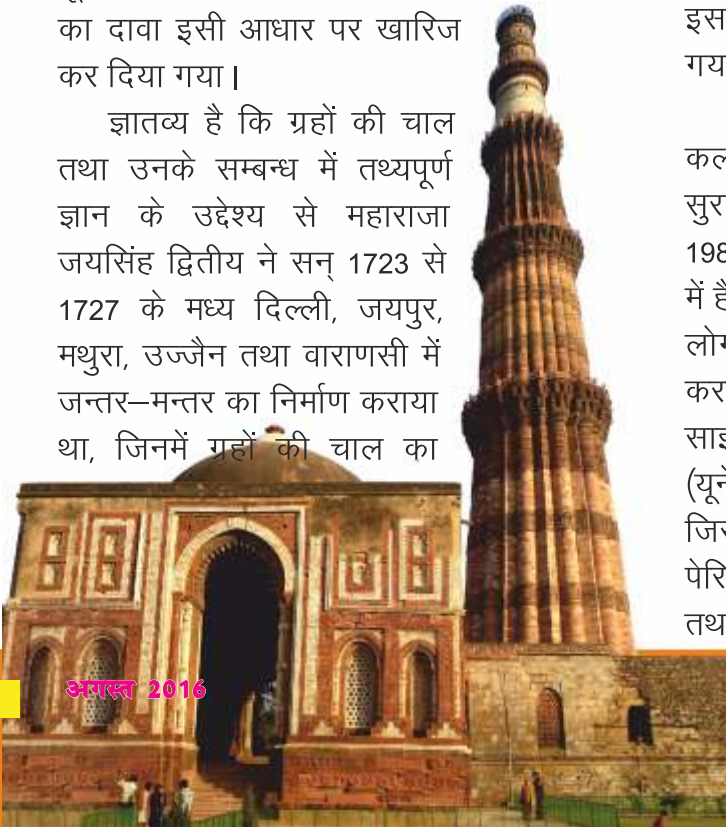 का दावा इसी आधार पर खारिज
कर दिया गया।
ज्ञातव्य है कि ग्रहों की चाल
तथा उनके सम्बन्ध में तथ्यपूर्ण
ज्ञान के उद्देश्य से महाराजा
जयसिंह द्वितीय ने सन् 1723 से
1727 के मध्य दिल्ली, जयपुर,
मथुरा, उज्जैन तथा वाराणसी में
जन्तर–मन्तर का निर्माण कराया
था, जिनमें ग्रहों की चाल का
अगस्त 2016
इस
गय
कल
सुर
198
में है
लोग
कर
साइ
(यूने
जिस
पेरि
तथ